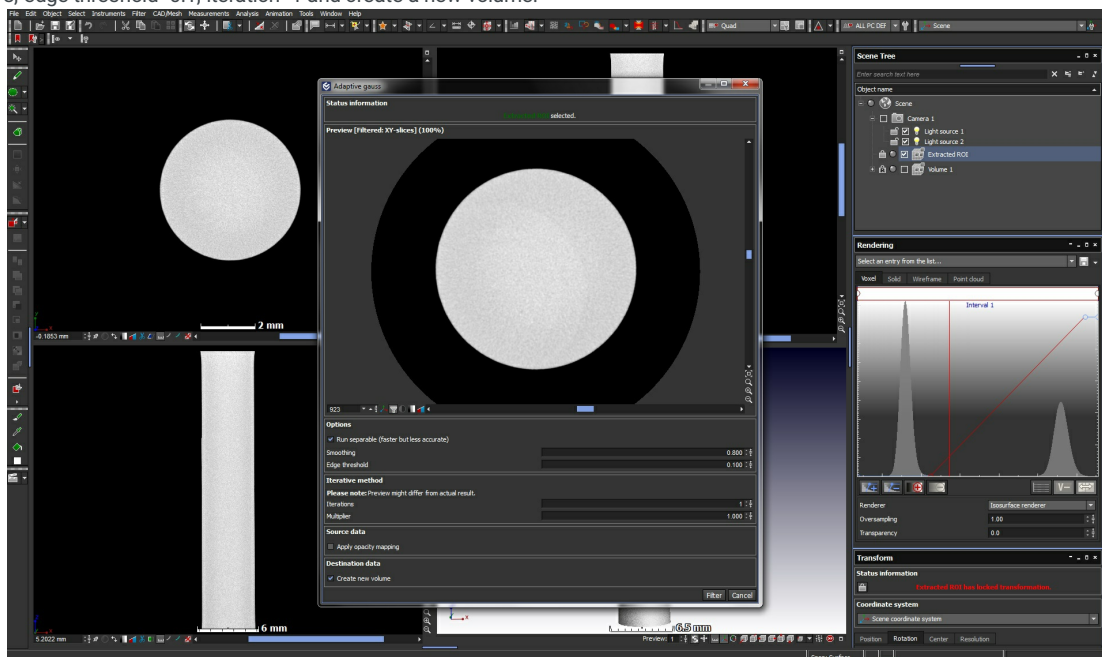 s, edge threshold
and create a new volume.
File Edit Object Select Instruments Filter CAD/Mesh Measurements Analysis Animation Tools Window Help
Quad
ALL PC DEF
Scene
Adaptive gauss
Status information
selected.
Preview [Filtered: XY-slices] (100%)
923
Options
Run separable (faster but less accurate)
Smoothing 0.800
Edge threshold 0.100
Iterative method
Please note: Preview might differ from actual result.
Iterations 1
Multiplier 1.000
Source data
Apply opacity mapping
Destination data
Create new volume
Filter Cancel
2 mm
-0.1853 mm
6 mm
5.2022 mm
6.5 mm
Preview: 1
Scene Tree
Enter search text here
Object name
Scene
Camera 1
Light source 1
Light source 2
Extracted ROI
Volume 1
Rendering
Select an entry from the list...
Voxel Solid Wireframe Point cloud
Interval 1
Renderer Isosurface renderer
Oversampling 1.00
Transparency 0.0
Transform
Status information
Extracted ROI has locked transformation.
Coordinate system
Scene coordinate system
Position Rotation Center Resolution